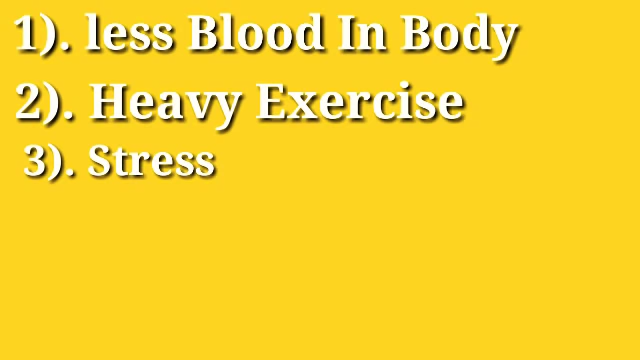 1). less Blood In Body
2). Heavy Exercise
3). Stress